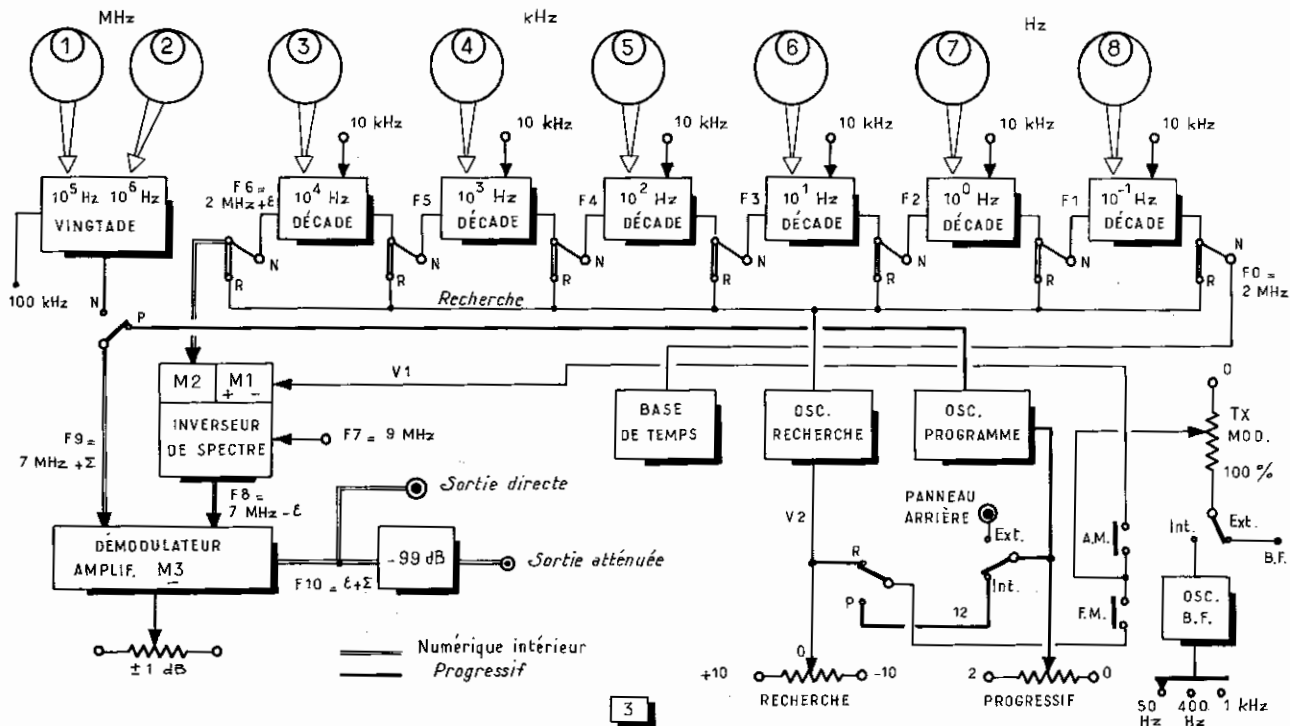 MHz
kHz
Hz
1
2
3
4
5
6
7
8
10 kHz
10 kHz
10 kHz
10 kHz
10 kHz
10 kHz
10⁵ Hz 10⁶ Hz
VINGTADE
F6 =
2 MHz + ε
10⁴ Hz
DÉCADE
F5
10³ Hz
DÉCADE
F4
10² Hz
DÉCADE
F3
10¹ Hz
DÉCADE
F2
10⁰ Hz
DÉCADE
F1
10⁻¹ Hz
DÉCADE
N
N
N
N
N
N
N
R
R
R
R
R
R
R
F0 =
2 MHz
100 kHz
N
P
Recherche
M2
M1
+ -
V1
INVERSEUR
DE SPECTRE
F7 = 9 MHz
BASE
DE TEMPS
OSC.
RECHERCHE
OSC.
PROGRAMME
0
TX
MOD.
100 %
F9 =
7 MHz + Σ
F8 =
7 MHz - ε
Sortie directe
V2
PANNEAU
ARRIÈRE
Ext.
Int.
A.M.
Int.
Ext.
B.F.
DÉMODULATEUR
AMPLIF. M3
-99 dB
Sortie atténuée
F10 = ε + Σ
R
P
12
F.M.
OSC.
B.F.
± 1 dB
Numérique intérieur
Progressif
+10
0
-10
RECHERCHE
2
0
PROGRESSIF
50
Hz
400
Hz
1 kHz
3